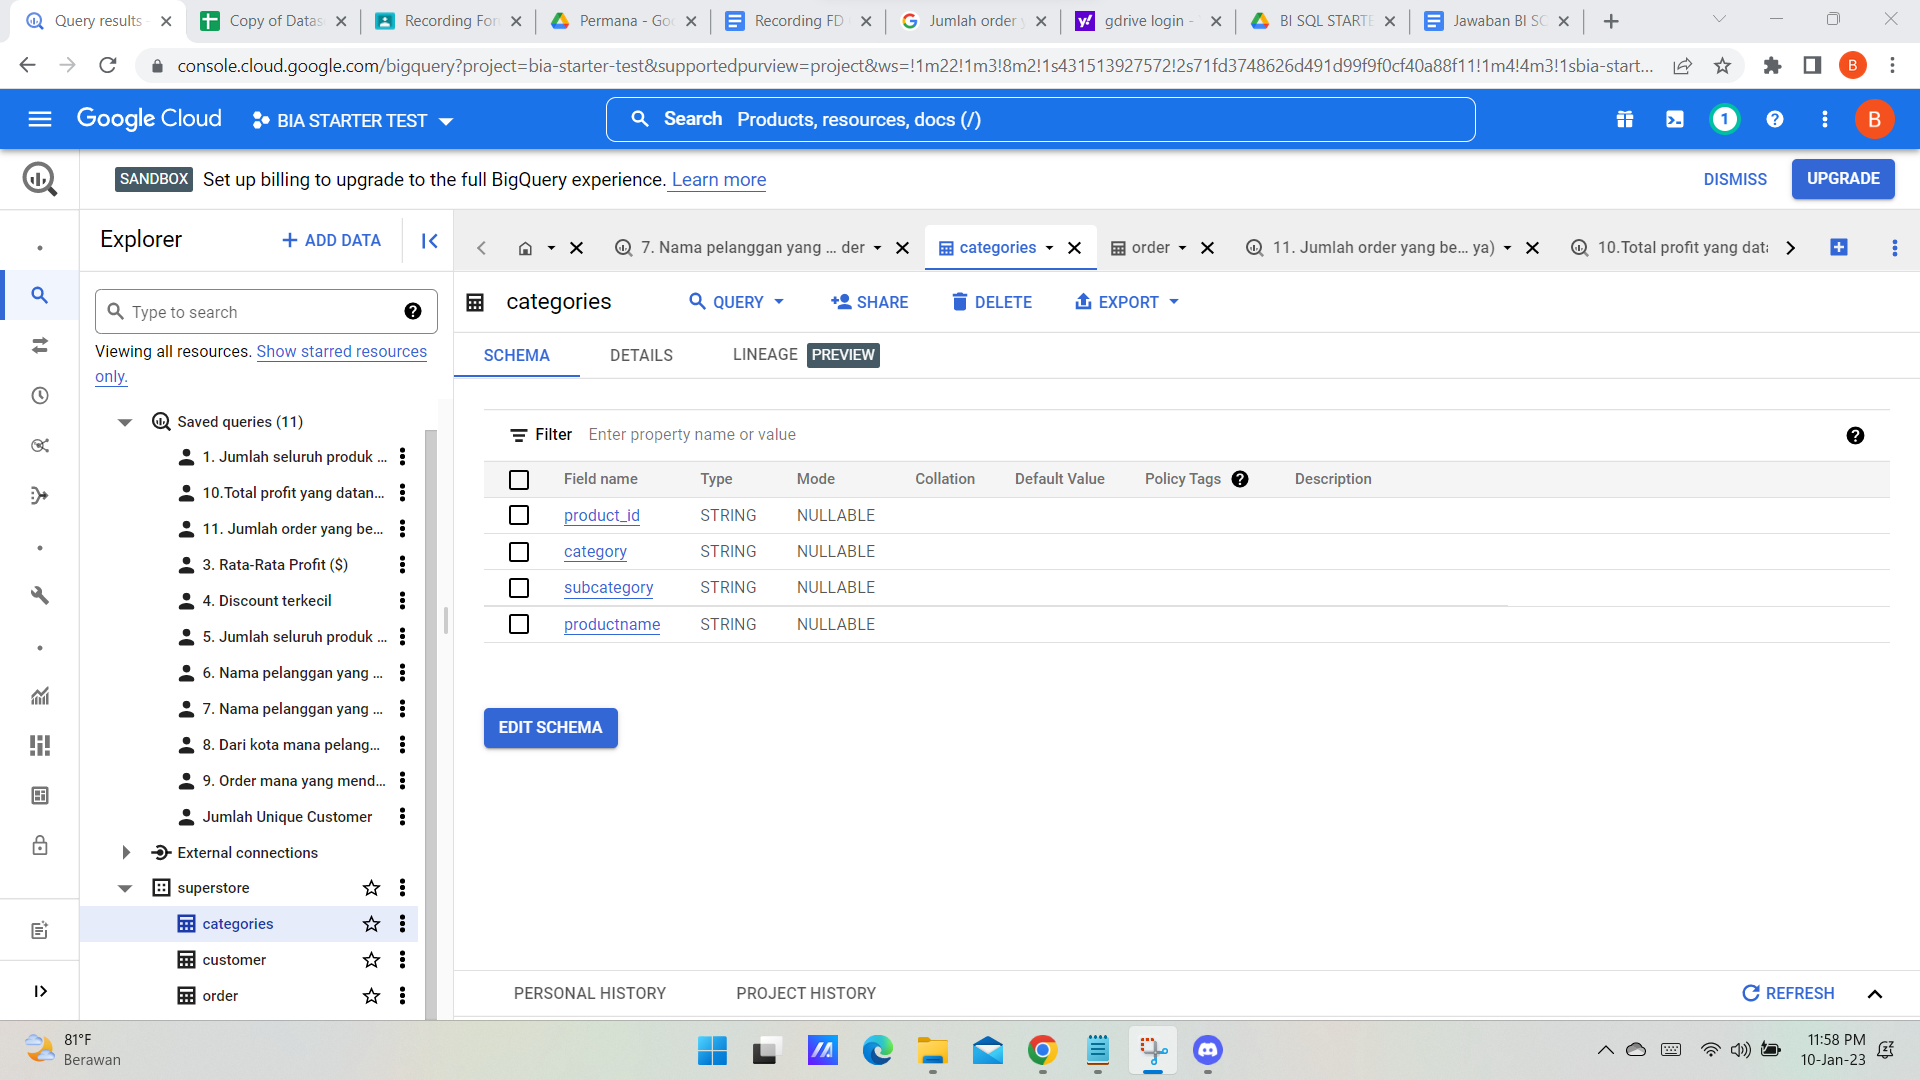 Query results -
Copy of Datas
Recording For
Permana - Goo
Recording FD
Jumlah order y
gdrive login -
BI SQL STARTE
Jawaban BI SC
console.cloud.google.com/bigquery?project=bia-starter-test&supportedpurview=project&ws=!1m22!1m3!8m2!1s431513927572!2s71fd3748626d491d99f9f0cf40a88f11!1m4!4m3!1sbia-start...
B
Google Cloud
BIA STARTER TEST
Search Products, resources, docs (/)
1
B
SANDBOX Set up billing to upgrade to the full BigQuery experience. Learn more
DISMISS
UPGRADE
Explorer
+ ADD DATA
7. Nama pelanggan yang ... der
categories
order
11. Jumlah order yang be... ya)
10.Total profit yang data
Type to search
Viewing all resources. Show starred resources
only.
categories
QUERY
SHARE
DELETE
EXPORT
SCHEMA
DETAILS
LINEAGE PREVIEW
Filter Enter property name or value
Field name Type Mode Collation Default Value Policy Tags Description
product_id STRING NULLABLE
category STRING NULLABLE
subcategory STRING NULLABLE
productname STRING NULLABLE
EDIT SCHEMA
Saved queries (11)
1. Jumlah seluruh produk ...
10.Total profit yang datan...
11. Jumlah order yang be...
3. Rata-Rata Profit ($)
4. Discount terkecil
5. Jumlah seluruh produk ...
6. Nama pelanggan yang ...
7. Nama pelanggan yang ...
8. Dari kota mana pelang...
9. Order mana yang mend...
Jumlah Unique Customer
External connections
superstore
categories
customer
order
PERSONAL HISTORY
PROJECT HISTORY
REFRESH
81°F
Berawan
11:58 PM
10-Jan-23